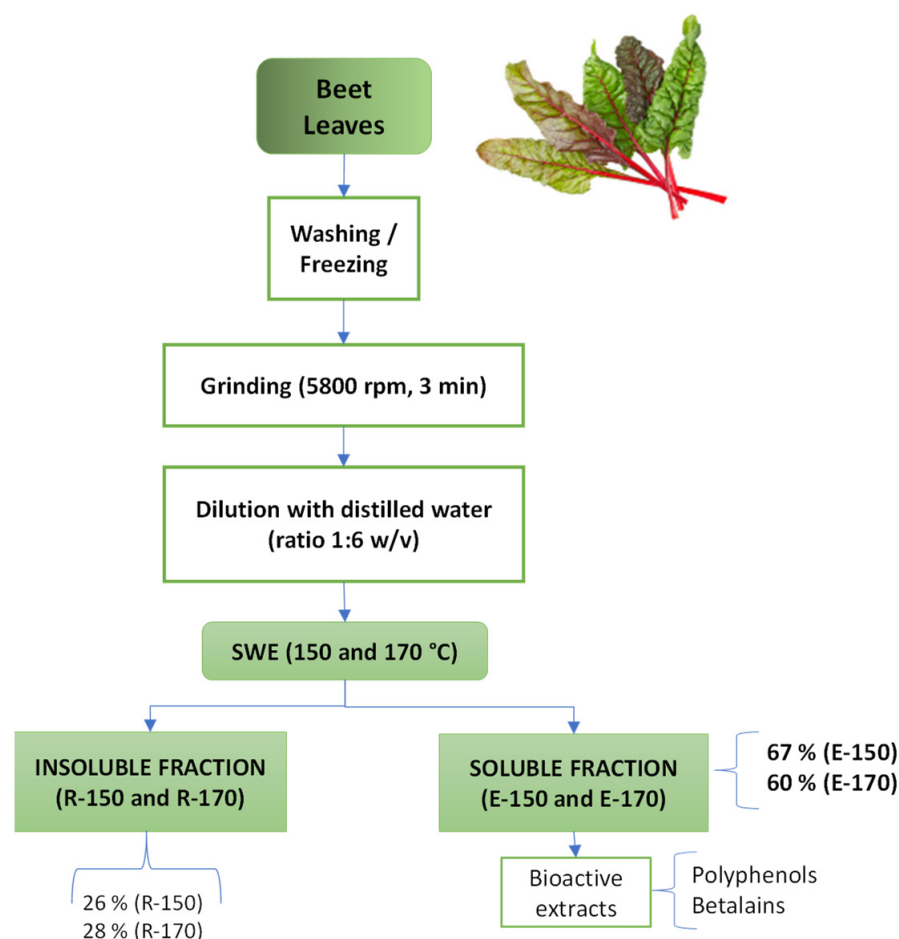 Beet
Leaves
Washing /
Freezing
Grinding (5800 rpm, 3 min)
Dilution with distilled water
(ratio 1:6 w/v)
SWE (150 and 170 °C)
INSOLUBLE FRACTION
(R-150 and R-170)
26 % (R-150)
28 % (R-170)
SOLUBLE FRACTION
(E-150 and E-170)
67 % (E-150)
60 % (E-170)
Bioactive
extracts
Polyphenols
Betalains